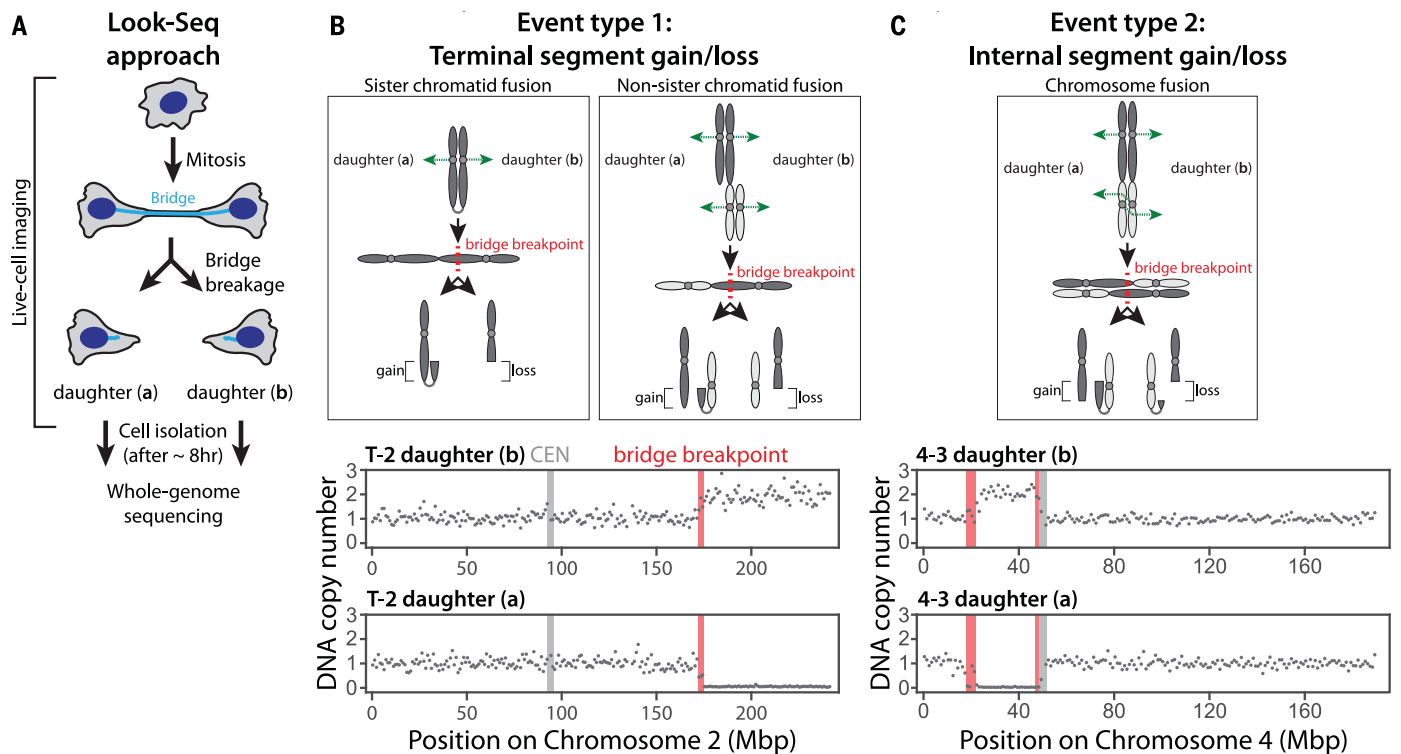 A
Look-Seq
approach
Live-cell imaging
Mitosis
Bridge
Bridge
breakage
daughter (a)
daughter (b)
Cell isolation
(after ~ 8hr)
Whole-genome
sequencing
B
Event type 1:
Terminal segment gain/loss
Sister chromatid fusion
daughter (a)
daughter (b)
bridge breakpoint
gain
loss
Non-sister chromatid fusion
daughter (a)
daughter (b)
bridge breakpoint
gain
loss
T-2 daughter (b) CEN bridge breakpoint
DNA copy number
3
2
1
0
0 50 100 150 200
T-2 daughter (a)
3
2
1
0
0 50 100 150 200
Position on Chromosome 2 (Mbp)
C
Event type 2:
Internal segment gain/loss
Chromosome fusion
daughter (a)
daughter (b)
bridge breakpoint
gain
loss
4-3 daughter (b)
DNA copy number
3
2
1
0
0 40 80 120 160
4-3 daughter (a)
3
2
1
0
0 40 80 120 160
Position on Chromosome 4 (Mbp)